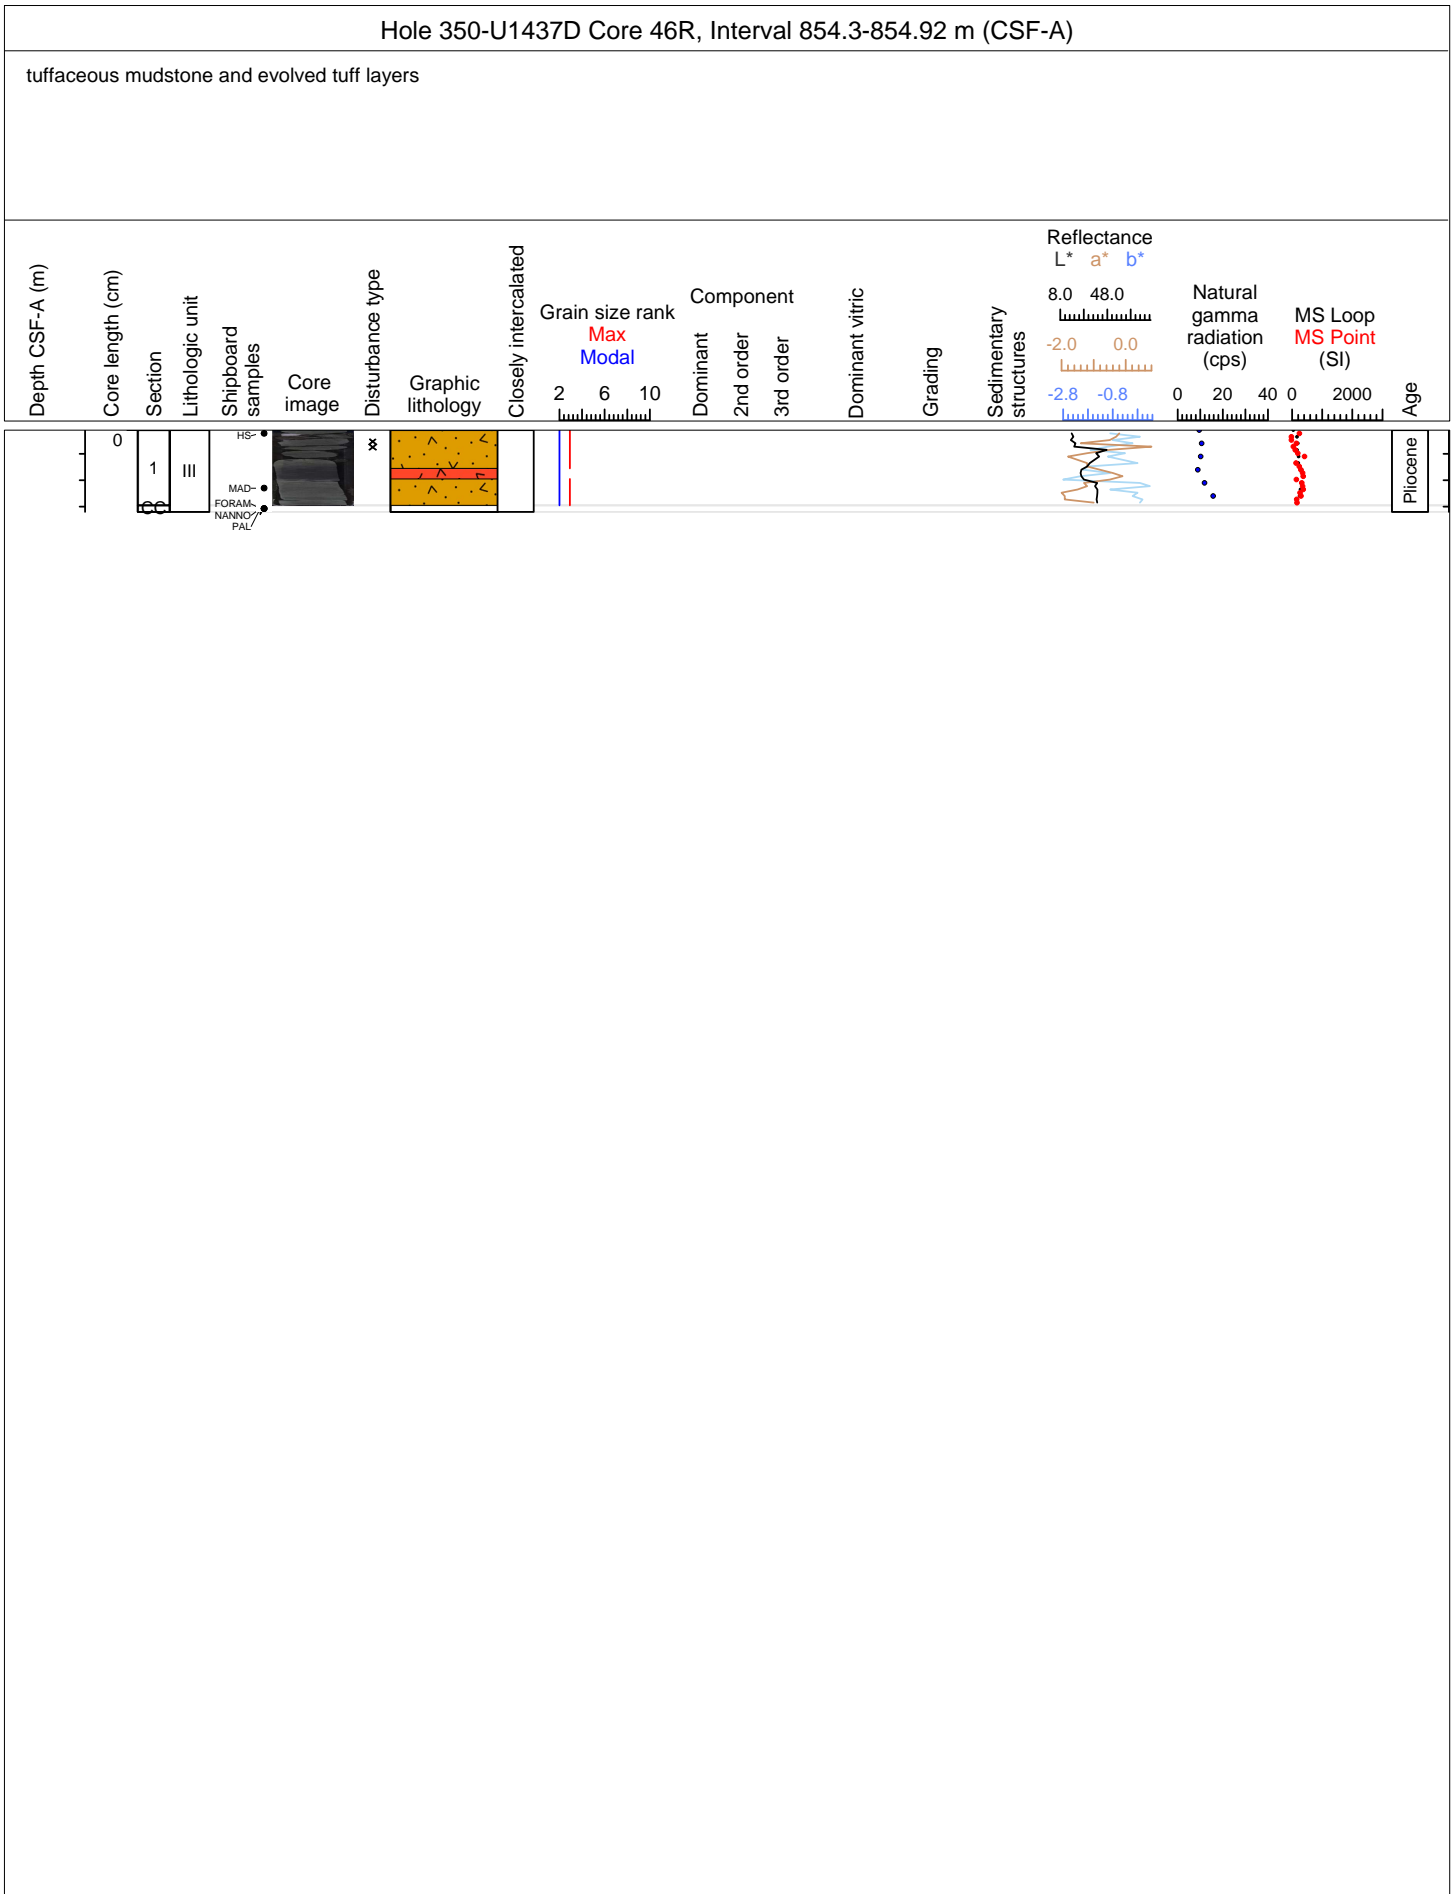 Hole 350-U1437D Core 46R, Interval 854.3-854.92 m (CSF-A)
tuffaceous mudstone and evolved tuff layers
Depth CSF-A (m)
Core length (cm)
Section
Lithologic unit
Shipboard
samples
Core
image
Disturbance type
Graphic
lithology
Closely intercalated
Grain size rank
Max
Modal
2 6 10
Component
Dominant
2nd order
3rd order
Dominant vitric
Grading
Sedimentary
structures
Reflectance
L* a* b*
8.0 48.0
-2.0 0.0
-2.8 -0.8
Natural
gamma
radiation
(cps)
0 20 40
MS Loop
MS Point
(SI)
0 2000
Age
0
1
CC
III
HS
MAD
FORAM
NANNO
PAL
Pliocene